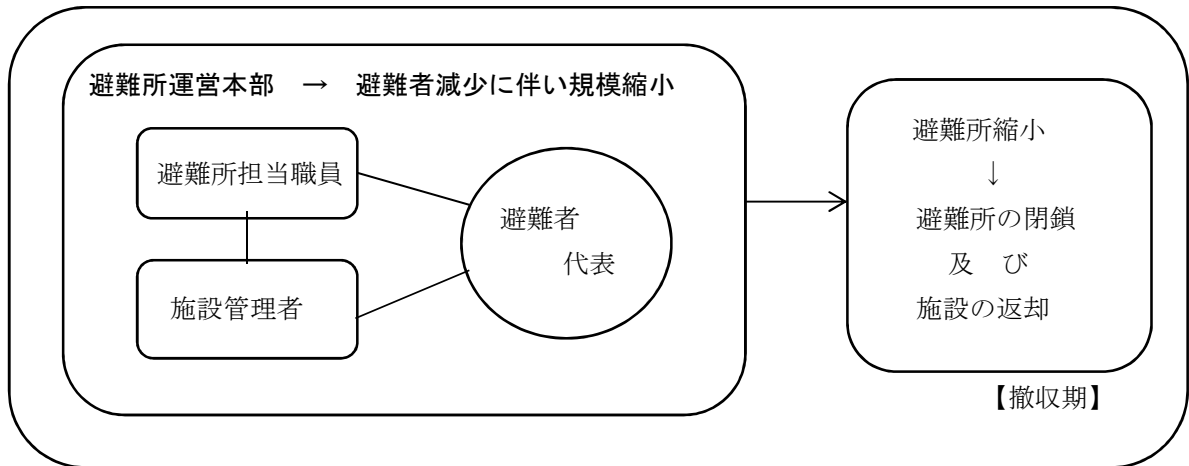 避難所運営本部　→　避難者減少に伴い規模縮小
避難所担当職員
施設管理者
避難者
代表
避難所縮小
↓
避難所の閉鎖
及　び
施設の返却
【撤収期】